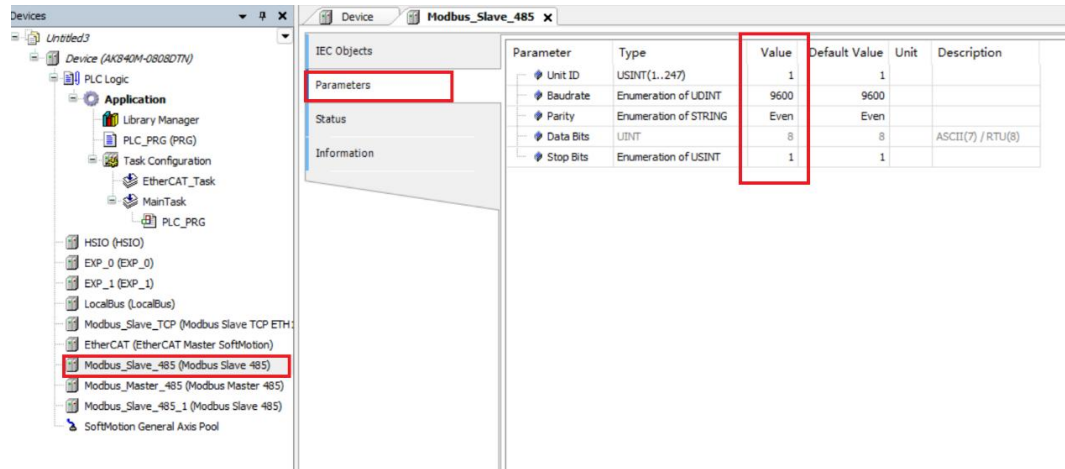 Devices
Untitled3
Device (AK840M-0808DTN)
PLC Logic
Application
Library Manager
PLC_PRG (PRG)
Task Configuration
EtherCAT_Task
MainTask
PLC_PRG
HSIO (HSIO)
EXP_0 (EXP_0)
EXP_1 (EXP_1)
LocalBus (LocalBus)
Modbus_Slave_TCP (Modbus Slave TCP ETH1
EtherCAT (EtherCAT Master SoftMotion)
Modbus_Slave_485 (Modbus Slave 485)
Modbus_Master_485 (Modbus Master 485)
Modbus_Slave_485_1 (Modbus Slave 485)
SoftMotion General Axis Pool
Device Modbus_Slave_485
IEC Objects
Parameters
Status
Information
Parameter Type Value Default Value Unit Description
Unit ID USINT(1..247) 1 1
Baudrate Enumeration of UDINT 9600 9600
Parity Enumeration of STRING Even Even
Data Bits UINT 8 8 ASCII(7) / RTU(8)
Stop Bits Enumeration of USINT 1 1